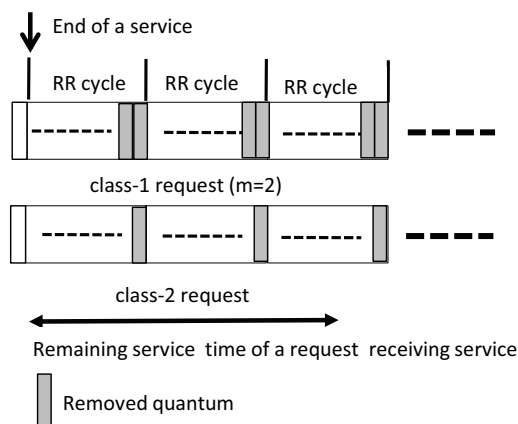 End of a service
RR cycle
RR cycle
RR cycle
class-1 request (m=2)
class-2 request
Remaining service time of a request receiving service
Removed quantum